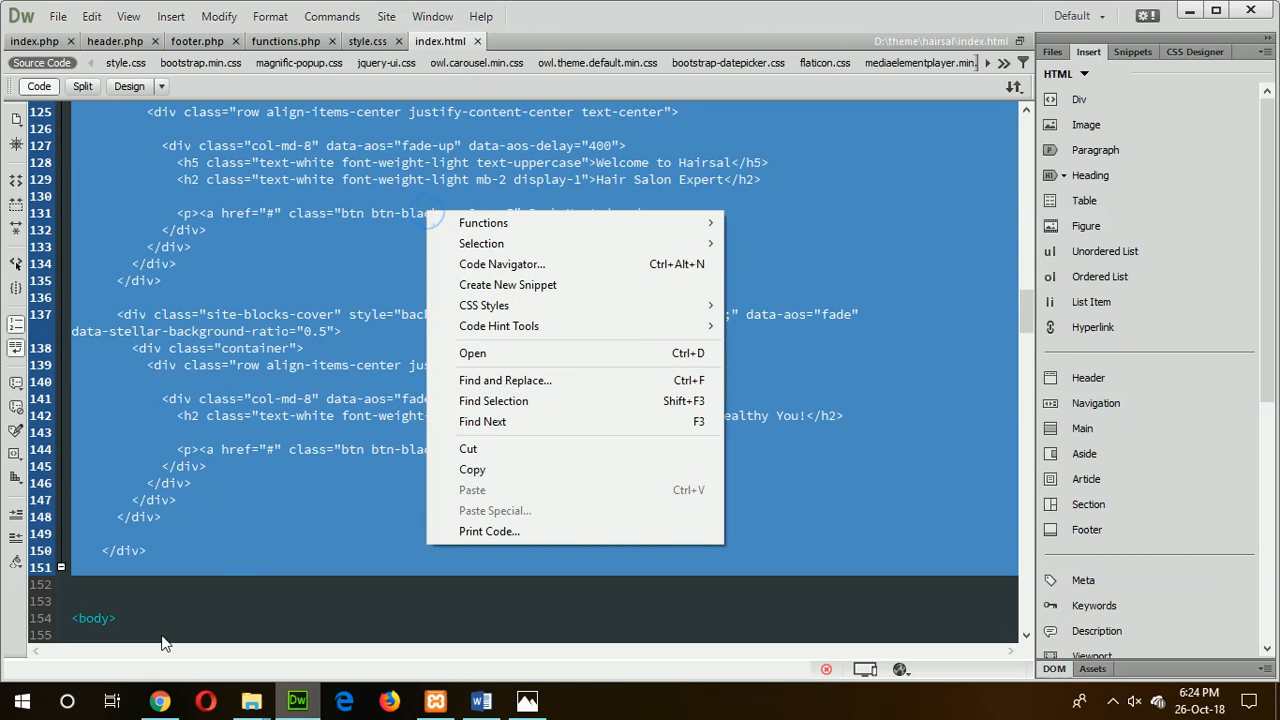 Dw File Edit View Insert Modify Format Commands Site Window Help Default
index.php header.php footer.php functions.php style.css index.html D:\theme\hairsal\index.html
Source Code style.css bootstrap.min.css magnific-popup.css jquery-ui.css owl.carousel.min.css owl.theme.default.min.css bootstrap-datepicker.css flaticon.css mediaelementplayer.min.
Code Split Design
125 <div class="row align-items-center justify-content-center text-center">
126
127 <div class="col-md-8" data-aos="fade-up" data-aos-delay="400">
128 <h5 class="text-white font-weight-light text-uppercase">Welcome to Hairsal</h5>
129 <h2 class="text-white font-weight-light mb-2 display-1">Hair Salon Expert</h2>
130
131 <p><a href="#" class="btn btn-blac
132 </div>
133 </div>
134 </div>
135 </div>
136
137 <div class="site-blocks-cover" style="bac ;" data-aos="fade"
data-stellar-background-ratio="0.5">
138 <div class="container">
139 <div class="row align-items-center jus
140
141 <div class="col-md-8" data-aos="fade
142 <h2 class="text-white font-weight- ealthy You!</h2>
143
144 <p><a href="#" class="btn btn-blac
145 </div>
146 </div>
147 </div>
148 </div>
149
150 </div>
151
152
153
154 <body>
155
Functions
Selection
Code Navigator... Ctrl+Alt+N
Create New Snippet
CSS Styles
Code Hint Tools
Open Ctrl+D
Find and Replace... Ctrl+F
Find Selection Shift+F3
Find Next F3
Cut
Copy
Paste Ctrl+V
Paste Special...
Print Code...
Files Insert Snippets CSS Designer
HTML
Div
Image
Paragraph
H1 Heading
Table
Figure
ul Unordered List
ol Ordered List
li List Item
Hyperlink
Header
Navigation
Main
Aside
Article
Section
Footer
Meta
Keywords
Description
Viewport
DOM Assets
Dw
6:24 PM
26-Oct-18